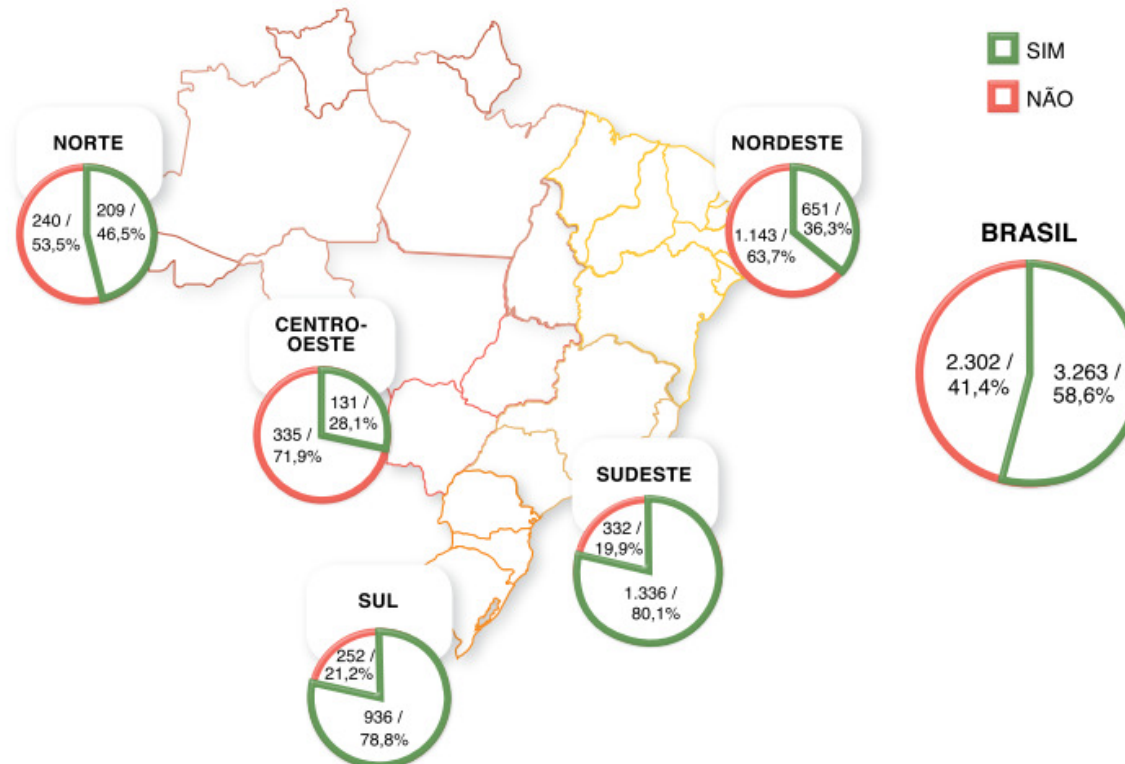 SIM
NÃO
NORTE
240 /
53,5%
209 /
46,5%
NORDESTE
651 /
36,3%
1.143 /
63,7%
BRASIL
2.302 /
41,4%
3.263 /
58,6%
CENTRO-
OESTE
131 /
28,1%
335 /
71,9%
SUDESTE
332 /
19,9%
1.336 /
80,1%
SUL
252 /
21,2%
936 /
78,8%